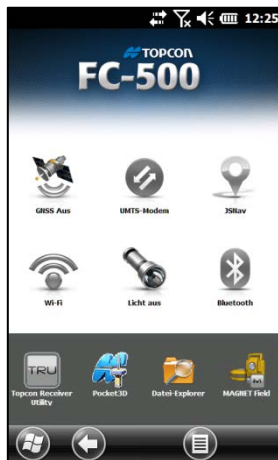 12:25
TOPCON
FC-500
GNSS Aus
UMTS-Modem
JSNav
Wi-Fi
Licht aus
Bluetooth
TRU
Topcon Receiver
Utility
Pocket3D
Datei-Explorer
MAGNET Field